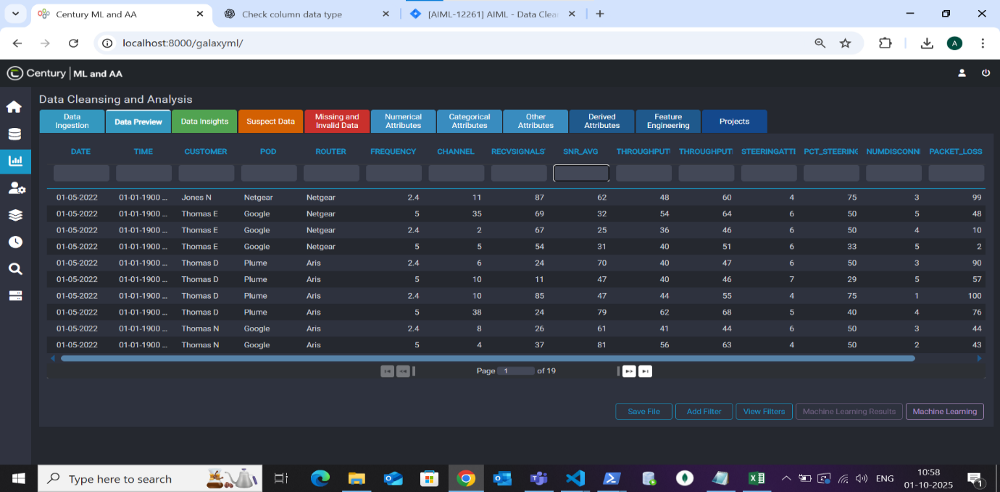 Century ML and AA
Check column data type
[AIML-12261] AIML - Data Clea
localhost:8000/galaxyml/
A
Century ML and AA
Data Cleansing and Analysis
Data Ingestion
Data Preview
Data Insights
Suspect Data
Missing and Invalid Data
Numerical Attributes
Categorical Attributes
Other Attributes
Derived Attributes
Feature Engineering
Projects
DATE TIME CUSTOMER POD ROUTER FREQUENCY CHANNEL RECVSIGNALS SNR_AVG THROUGHPUT THROUGHPUT STEERINGATTI PCT_STEERING NUMDISCONN PACKET_LOSS
01-05-2022 01-01-1900 ... Jones N Netgear Netgear 2.4 11 87 62 48 60 4 75 3 99
01-05-2022 01-01-1900 ... Thomas E Google Netgear 5 35 69 32 54 64 6 50 5 48
01-05-2022 01-01-1900 ... Thomas E Google Netgear 2.4 2 67 25 36 46 6 50 4 10
01-05-2022 01-01-1900 ... Thomas E Google Netgear 5 5 54 31 40 51 6 33 5 2
01-05-2022 01-01-1900 ... Thomas D Plume Aris 2.4 6 24 70 40 47 6 50 3 90
01-05-2022 01-01-1900 ... Thomas D Plume Aris 5 10 11 47 40 46 7 29 5 57
01-05-2022 01-01-1900 ... Thomas D Plume Aris 2.4 10 85 47 44 55 4 75 1 100
01-05-2022 01-01-1900 ... Thomas D Plume Aris 5 38 24 79 62 68 5 40 4 76
01-05-2022 01-01-1900 ... Thomas N Google Aris 2.4 8 26 61 41 44 6 50 3 44
01-05-2022 01-01-1900 ... Thomas N Google Aris 5 4 37 81 56 63 4 50 2 43
Page 1 of 19
Save File
Add Filter
View Filters
Machine Learning Results
Machine Learning
Type here to search
ENG
10:58
01-10-2025
1